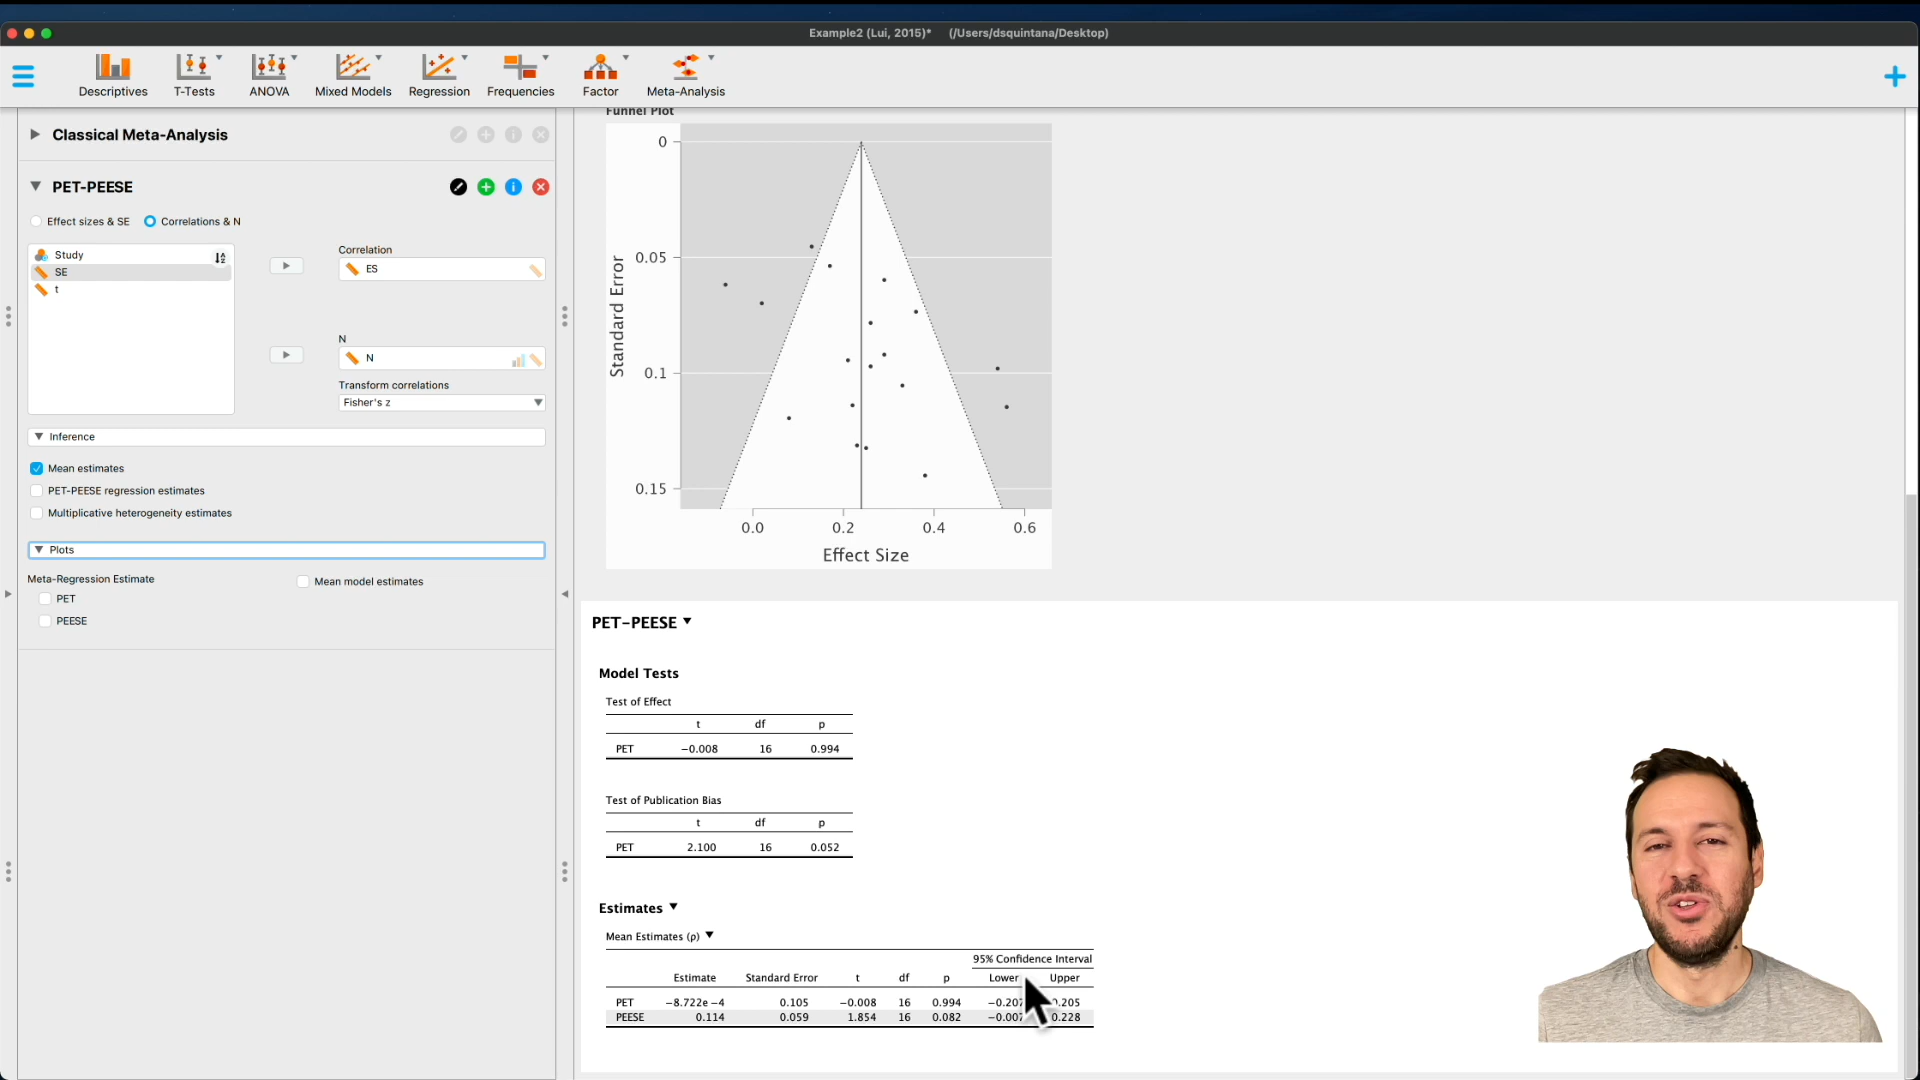 Example2 (Lui, 2015)* (/Users/dsquintana/Desktop)
Descriptives T-Tests ANOVA Mixed Models Regression Frequencies Factor Meta-Analysis
Classical Meta-Analysis
PET-PEESE
Effect sizes & SE Correlations & N
Study
SE
t
Correlation
ES
N
N
Transform correlations
Fisher's z
Inference
Mean estimates
PET-PEESE regression estimates
Multiplicative heterogeneity estimates
Plots
Meta-Regression Estimate
Mean model estimates
PET
PEESE
Funnel Plot
0
0.05
0.1
0.15
Standard Error
0.0 0.2 0.4 0.6
Effect Size
PET-PEESE
Model Tests
Test of Effect
t df p
PET −0.008 16 0.994
Test of Publication Bias
t df p
PET 2.100 16 0.052
Estimates
Mean Estimates (ρ)
95% Confidence Interval
Estimate Standard Error t df p Lower Upper
PET −8.722e −4 0.105 −0.008 16 0.994
PEESE 0.114 0.059 1.854 16 0.082 0.228